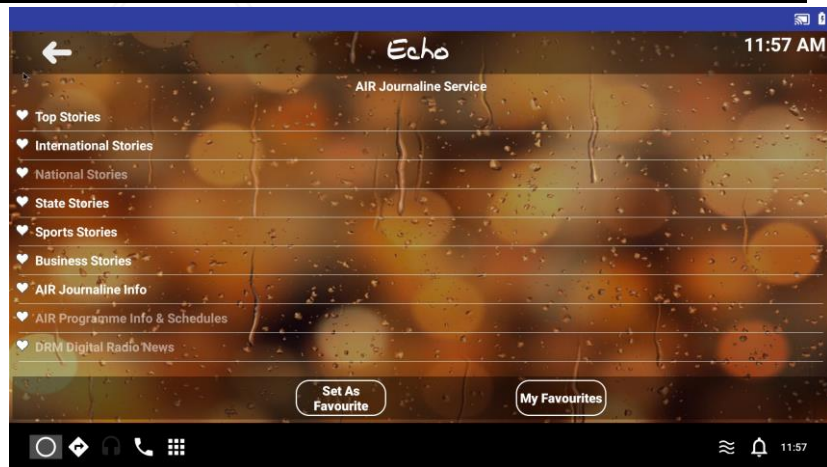 Echo
11:57 AM
AIR Journaline Service
Top Stories
International Stories
National Stories
State Stories
Sports Stories
Business Stories
AIR Journaline Info
AIR Programme Info & Schedules
DRM Digital Radio News
Set As
Favourite
My Favourites
11:57